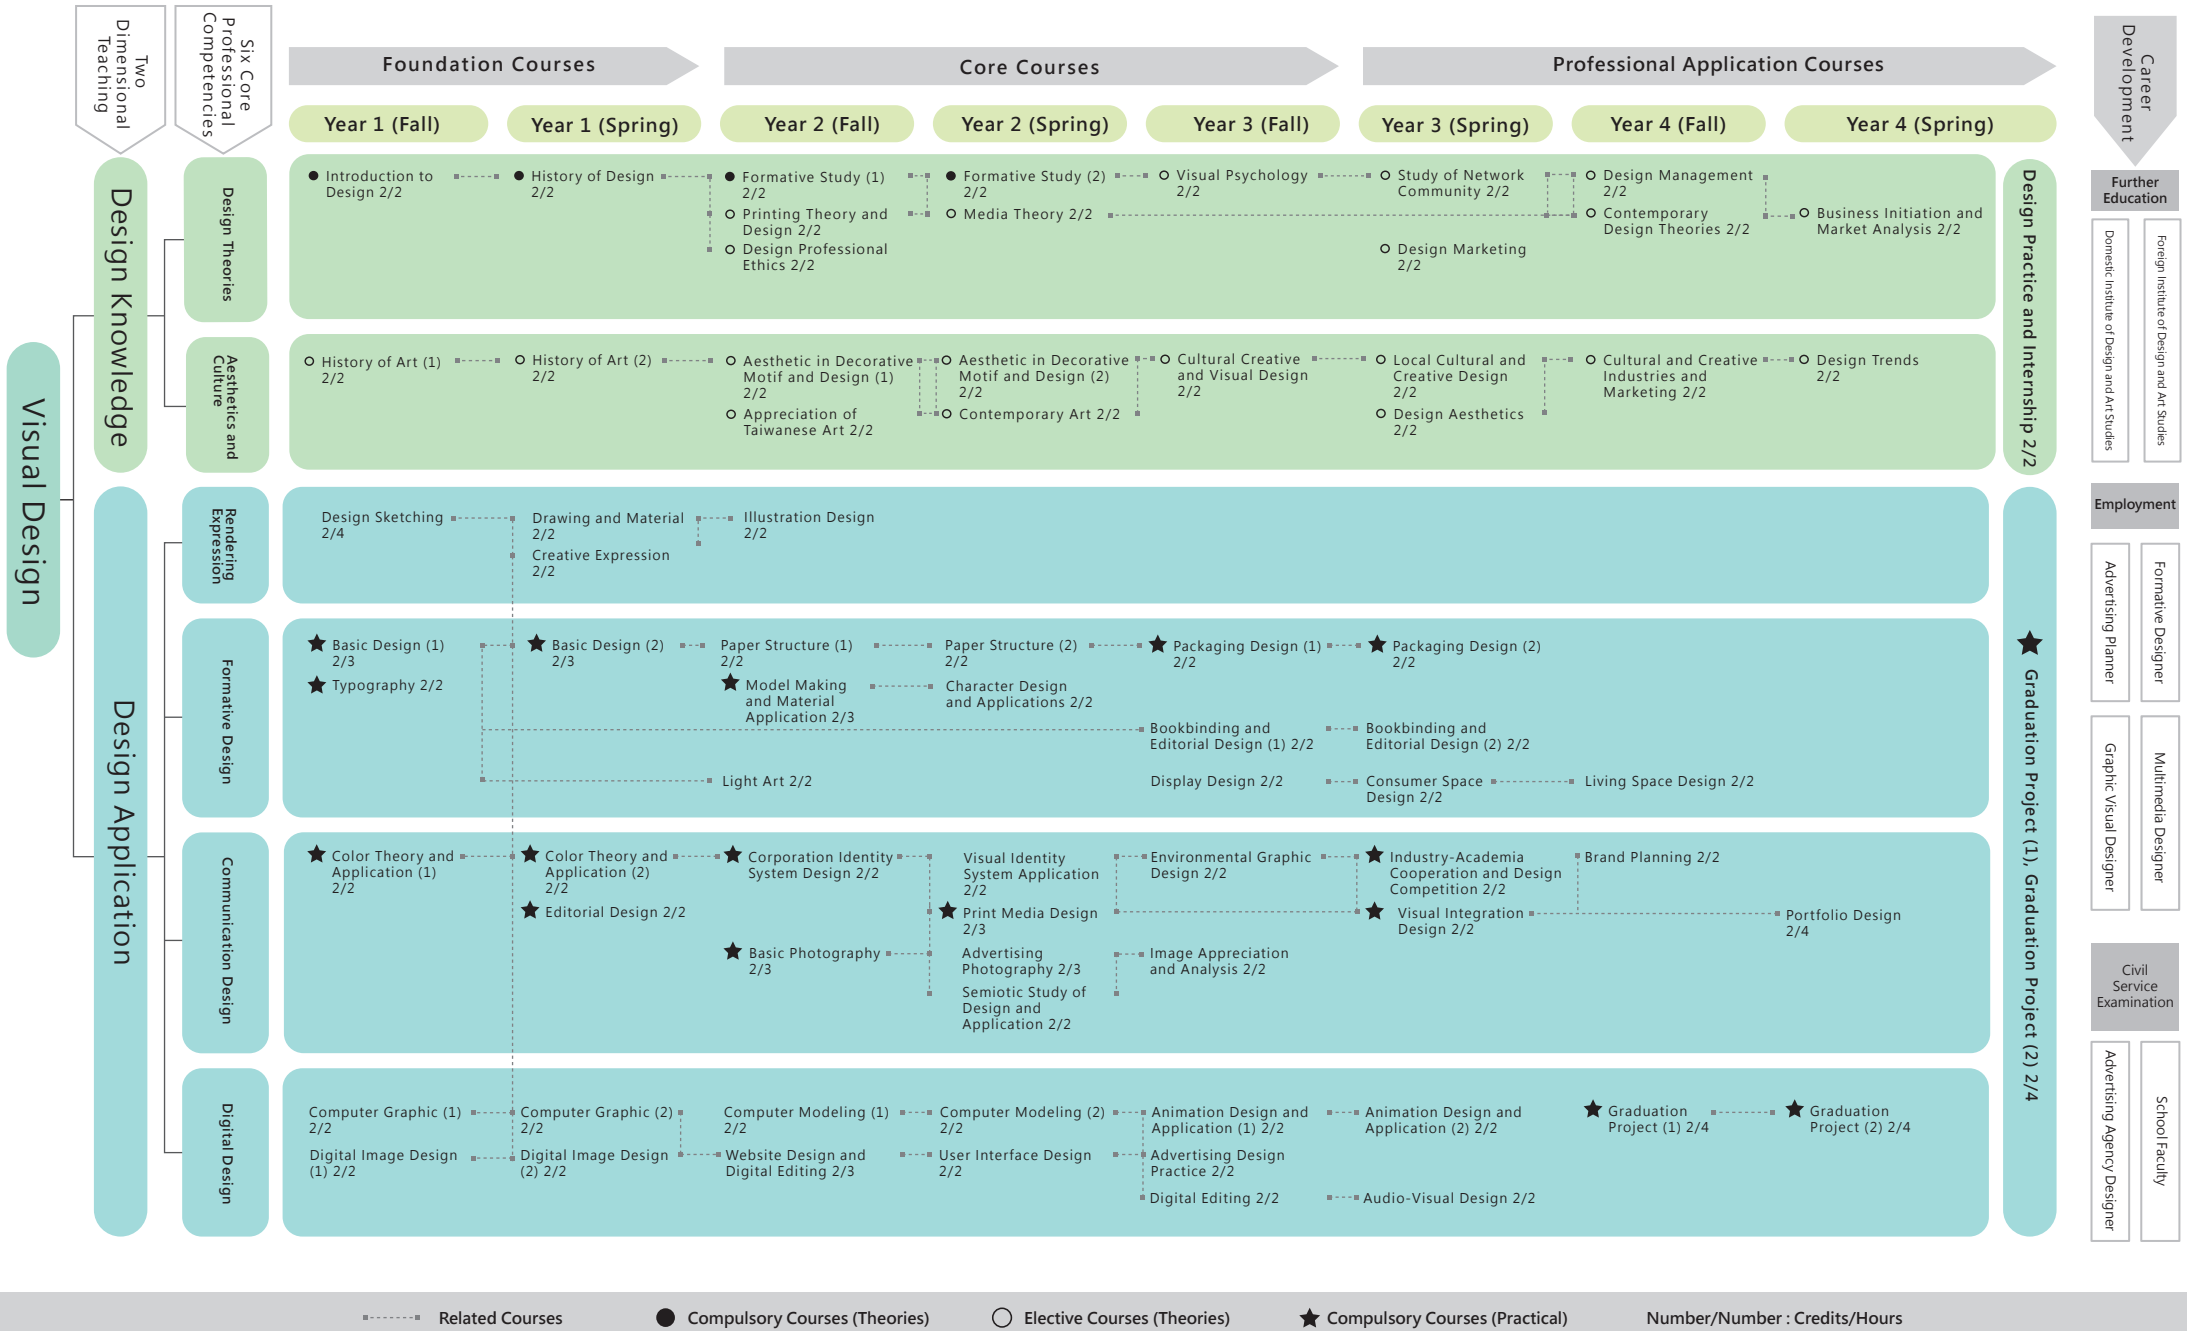 Two
Dimensional
Teaching
Six Core
Professional
Competencies
Foundation Courses
Core Courses
Professional Application Courses
Career
Development
Year 1 (Fall)
Year 1 (Spring)
Year 2 (Fall)
Year 2 (Spring)
Year 3 (Fall)
Year 3 (Spring)
Year 4 (Fall)
Year 4 (Spring)
Visual Design
Design Knowledge
Design Theories
Introduction to
Design 2/2
History of Design
2/2
Formative Study (1)
2/2
Printing Theory and
Design 2/2
Design Professional
Ethics 2/2
Formative Study (2)
2/2
Media Theory 2/2
Visual Psychology
2/2
Study of Network
Community 2/2
Design Marketing
2/2
Design Management
2/2
Contemporary
Design Theories 2/2
Business Initiation and
Market Analysis 2/2
Aesthetics and
Culture
History of Art (1)
2/2
History of Art (2)
2/2
Aesthetic in Decorative
Motif and Design (1)
2/2
Appreciation of
Taiwanese Art 2/2
Aesthetic in Decorative
Motif and Design (2)
2/2
Contemporary Art 2/2
Cultural Creative
and Visual Design
2/2
Local Cultural and
Creative Design
2/2
Design Aesthetics
2/2
Cultural and Creative
Industries and
Marketing 2/2
Design Trends
2/2
Design Practice and Internship 2/2
Design Application
Rendering
Expression
Design Sketching
2/4
Drawing and Material
2/2
Creative Expression
2/2
Illustration Design
2/2
Formative Design
Basic Design (1)
2/3
Typography 2/2
Basic Design (2)
2/3
Paper Structure (1)
2/2
Model Making
and Material
Application 2/3
Light Art 2/2
Paper Structure (2)
2/2
Character Design
and Applications 2/2
Packaging Design (1)
2/2
Bookbinding and
Editorial Design (1) 2/2
Display Design 2/2
Packaging Design (2)
2/2
Bookbinding and
Editorial Design (2) 2/2
Consumer Space
Design 2/2
Living Space Design 2/2
Communication Design
Color Theory and
Application (1)
2/2
Color Theory and
Application (2)
2/2
Editorial Design 2/2
Corporation Identity
System Design 2/2
Basic Photography
2/3
Visual Identity
System Application
2/2
Print Media Design
2/3
Advertising
Photography 2/3
Semiotic Study of
Design and
Application 2/2
Environmental Graphic
Design 2/2
Image Appreciation
and Analysis 2/2
Industry-Academia
Cooperation and Design
Competition 2/2
Visual Integration
Design 2/2
Brand Planning 2/2
Portfolio Design
2/4
Digital Design
Computer Graphic (1)
2/2
Digital Image Design
(1) 2/2
Computer Graphic (2)
2/2
Digital Image Design
(2) 2/2
Computer Modeling (1)
2/2
Website Design and
Digital Editing 2/3
Computer Modeling (2)
2/2
User Interface Design
2/2
Animation Design and
Application (1) 2/2
Advertising Design
Practice 2/2
Digital Editing 2/2
Animation Design and
Application (2) 2/2
Audio-Visual Design 2/2
Graduation
Project (1) 2/4
Graduation
Project (2) 2/4
Graduation Project (1), Graduation Project (2) 2/4
Further
Education
Domestic Institute of Design and Art Studies
Foreign Institute of Design and Art Studies
Employment
Advertising Planner
Formative Designer
Graphic Visual Designer
Multimedia Designer
Civil
Service
Examination
Advertising Agency Designer
School Faculty
Related Courses
Compulsory Courses (Theories)
Elective Courses (Theories)
Compulsory Courses (Practical)
Number/Number : Credits/Hours